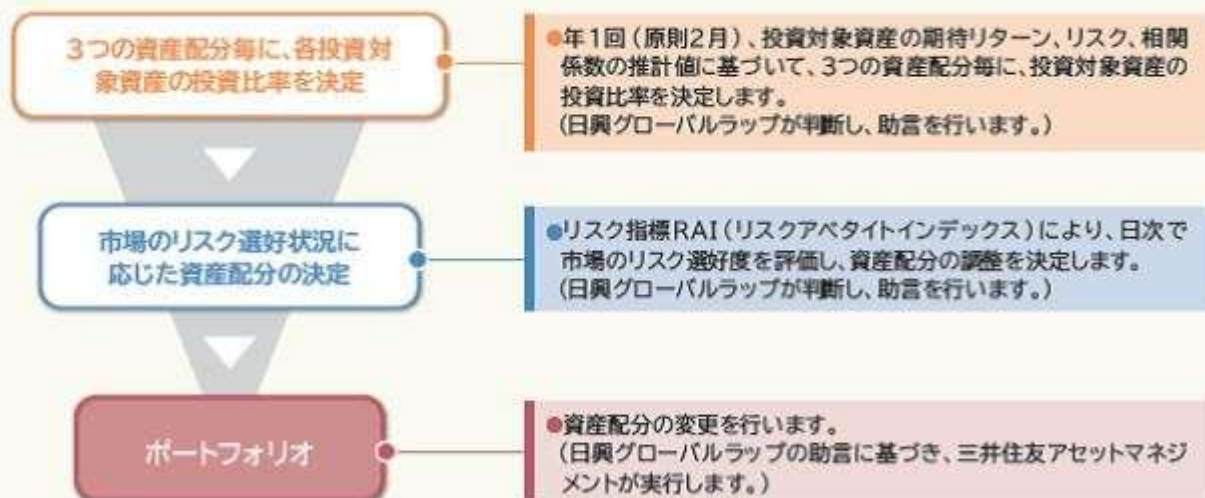 3つの資産配分毎に、各投資対
象資産の投資比率を決定
●年1回（原則2月）、投資対象資産の期待リターン、リスク、相関
係数の推計値に基づいて、3つの資産配分毎に、投資対象資産の
投資比率を決定します。
(日興グローバルラップが判断し、助言を行います。)
市場のリスク選好状況に
応じた資産配分の決定
●リスク指標RAI（リスクアペタイトインデックス）により、日次で
市場のリスク選好度を評価し、資産配分の調整を決定します。
(日興グローバルラップが判断し、助言を行います。)
ポートフォリオ
●資産配分の変更を行います。
(日興グローバルラップの助言に基づき、三井住友アセットマネジ
メントが実行します。)